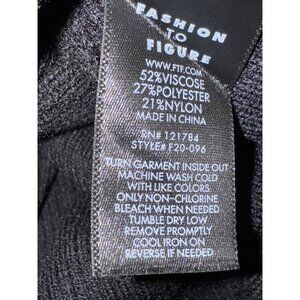 FASHION
TO
FIGURE
WWW.FTF.COM
52%VISCOSE
27%POLYESTER
21%NYLON
MADE IN CHINA
RN# 121784
STYLE# F20-096
TURN GARMENT INSIDE OUT
MACHINE WASH COLD
WITH LIKE COLORS
ONLY NON-CHLORINE
BLEACH WHEN NEEDED
TUMBLE DRY LOW
REMOVE PROMPTLY
COOL IRON ON
REVERSE IF NEEDED